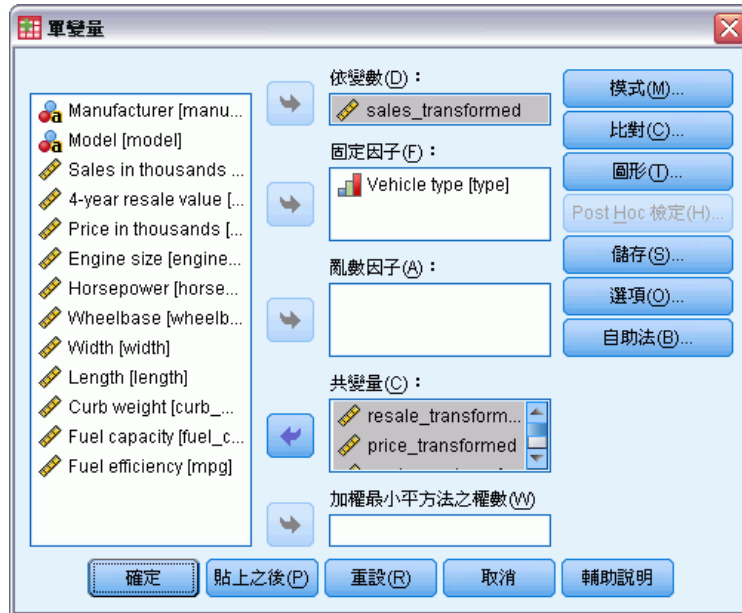 單變量
Manufacturer [manu...
Model [model]
Sales in thousands ...
4-year resale value [...
Price in thousands [...
Engine size [engine...
Horsepower [horse...
Wheelbase [wheelb...
Width [width]
Length [length]
Curb weight [curb_...
Fuel capacity [fuel_c...
Fuel efficiency [mpg]
依變數(D)：
sales_transformed
固定因子(F)：
Vehicle type [type]
亂數因子(A)：
共變量(C)：
resale_transform...
price_transformed
加權最小平方法之權數(W)
模式(M)...
比對(C)...
圖形(T)...
Post Hoc 檢定(H)...
儲存(S)...
選項(O)...
自助法(B)...
確定
貼上之後(P)
重設(R)
取消
輔助說明